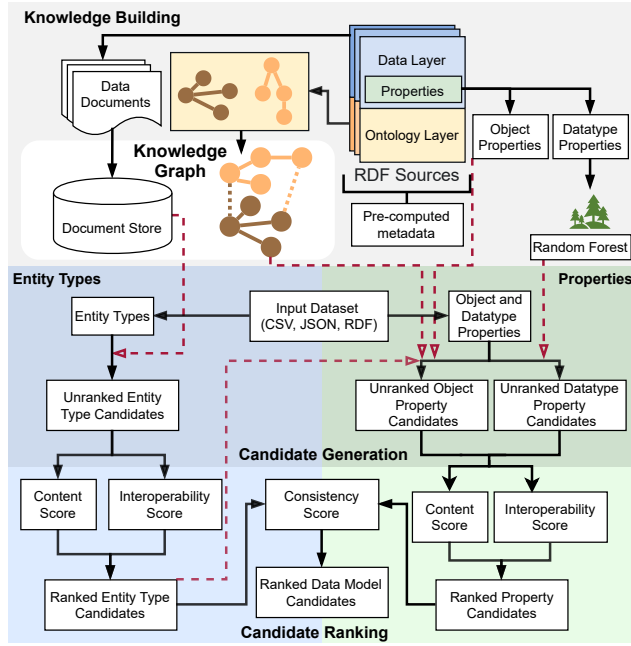 Knowledge Building
Data
Documents
Data Layer
Properties
Ontology Layer
Object
Properties
Datatype
Properties
Knowledge
Graph
RDF Sources
Pre-computed
metadata
Document Store
Random Forest
Entity Types
Properties
Entity Types
Input Dataset
(CSV, JSON, RDF)
Object and
Datatype
Properties
Unranked Entity
Type Candidates
Unranked Object
Property
Candidates
Unranked Datatype
Property
Candidates
Candidate Generation
Content
Score
Interoperability
Score
Consistency
Score
Content
Score
Interoperability
Score
Ranked Entity Type
Candidates
Ranked Data Model
Candidates
Ranked Property
Candidates
Candidate Ranking